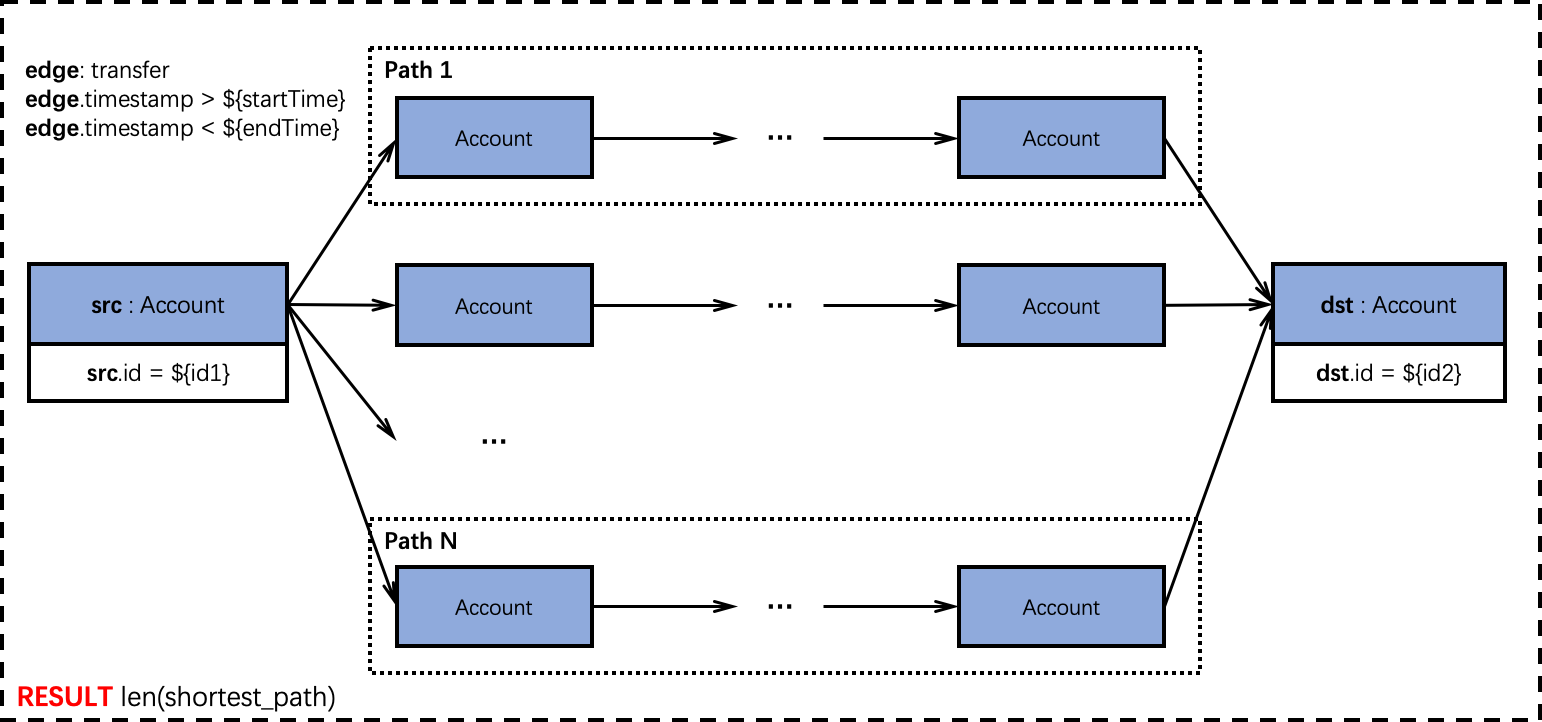 edge: transfer
edge.timestamp > ${startTime}
edge.timestamp < ${endTime}
Path 1
Account
...
Account
src : Account
src.id = ${id1}
Account
...
Account
dst : Account
dst.id = ${id2}
...
Path N
Account
...
Account
RESULT len(shortest_path)